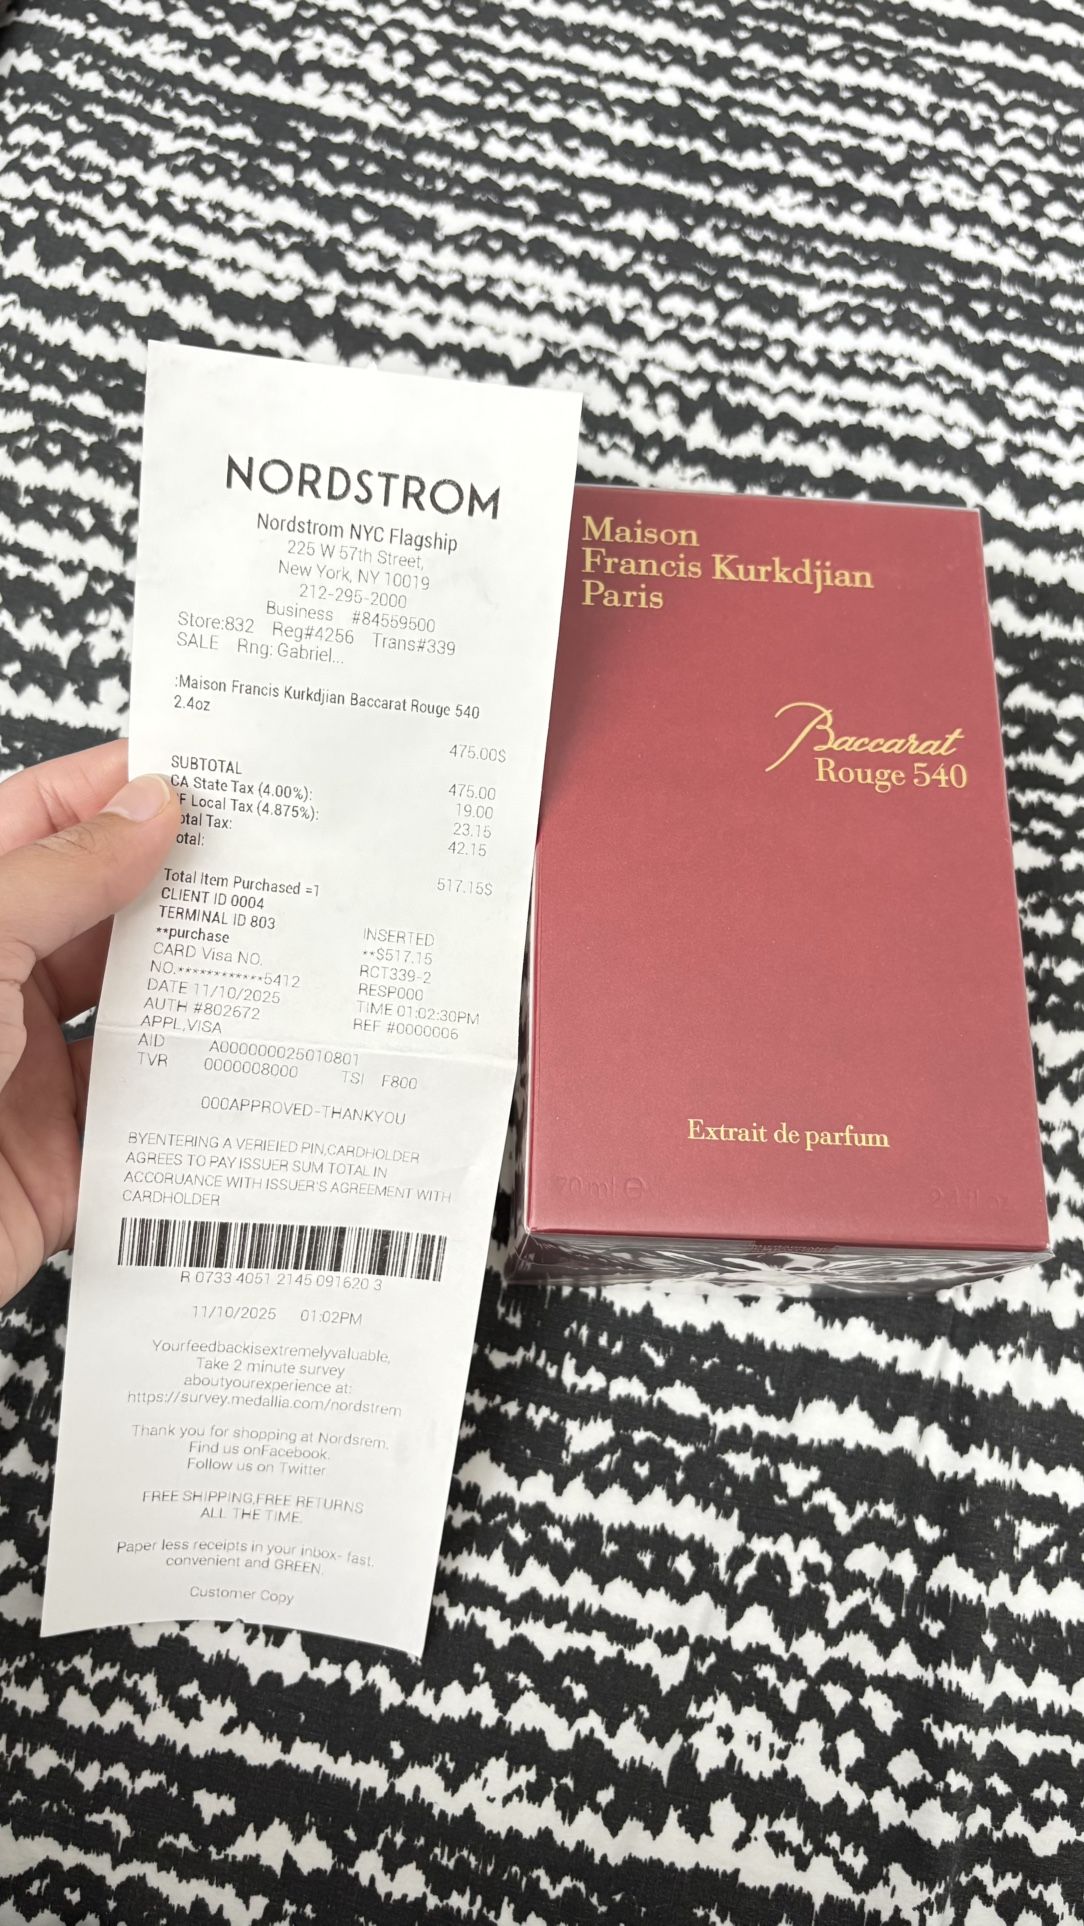 NORDSTROM
Nordstrom NYC Flagship
225 W 57th Street,
New York, NY 10019
212-295-2000
Business #84559500
Store:832 Reg#4256 Trans#339
SALE Rng: Gabriel...
:Maison Francis Kurkdjian Baccarat Rouge 540
2.4oz
475.00$
SUBTOTAL 475.00
CA State Tax (4.00%): 19.00
F Local Tax (4.875%): 23.15
otal Tax: 42.15
otal:
517.15$
Total Item Purchased =1
CLIENT ID 0004
TERMINAL ID 803
**purchase INSERTED
CARD Visa NO. **$517.15
NO.************5412 RCT339-2
DATE 11/10/2025 RESP000
AUTH #802672 TIME 01:02:30PM
APPL,VISA REF #0000006
AID A000000025010801
TVR 0000008000 TSI F800
000APPROVED-THANKYOU
BYENTERING A VERIEIED PIN,CARDHOLDER
AGREES TO PAY ISSUER SUM TOTAL IN
ACCORUANCE WITH ISSUER'S AGREEMENT WITH
CARDHOLDER
R 0733 4051 2145 091620 3
11/10/2025 01:02PM
Yourfeedbackisextremelyvaluable,
Take 2 minute survey
aboutyourexperience at:
https://survey.medallia.com/nordstrem
Thank you for shopping at Nordsrem.
Find us onFacebook.
Follow us on Twitter
FREE SHIPPING,FREE RETURNS
ALL THE TIME.
Paper less receipts in your inbox- fast.
convenient and GREEN.
Customer Copy
Maison
Francis Kurkdjian
Paris
Baccarat
Rouge 540
Extrait de parfum
70 ml ℮